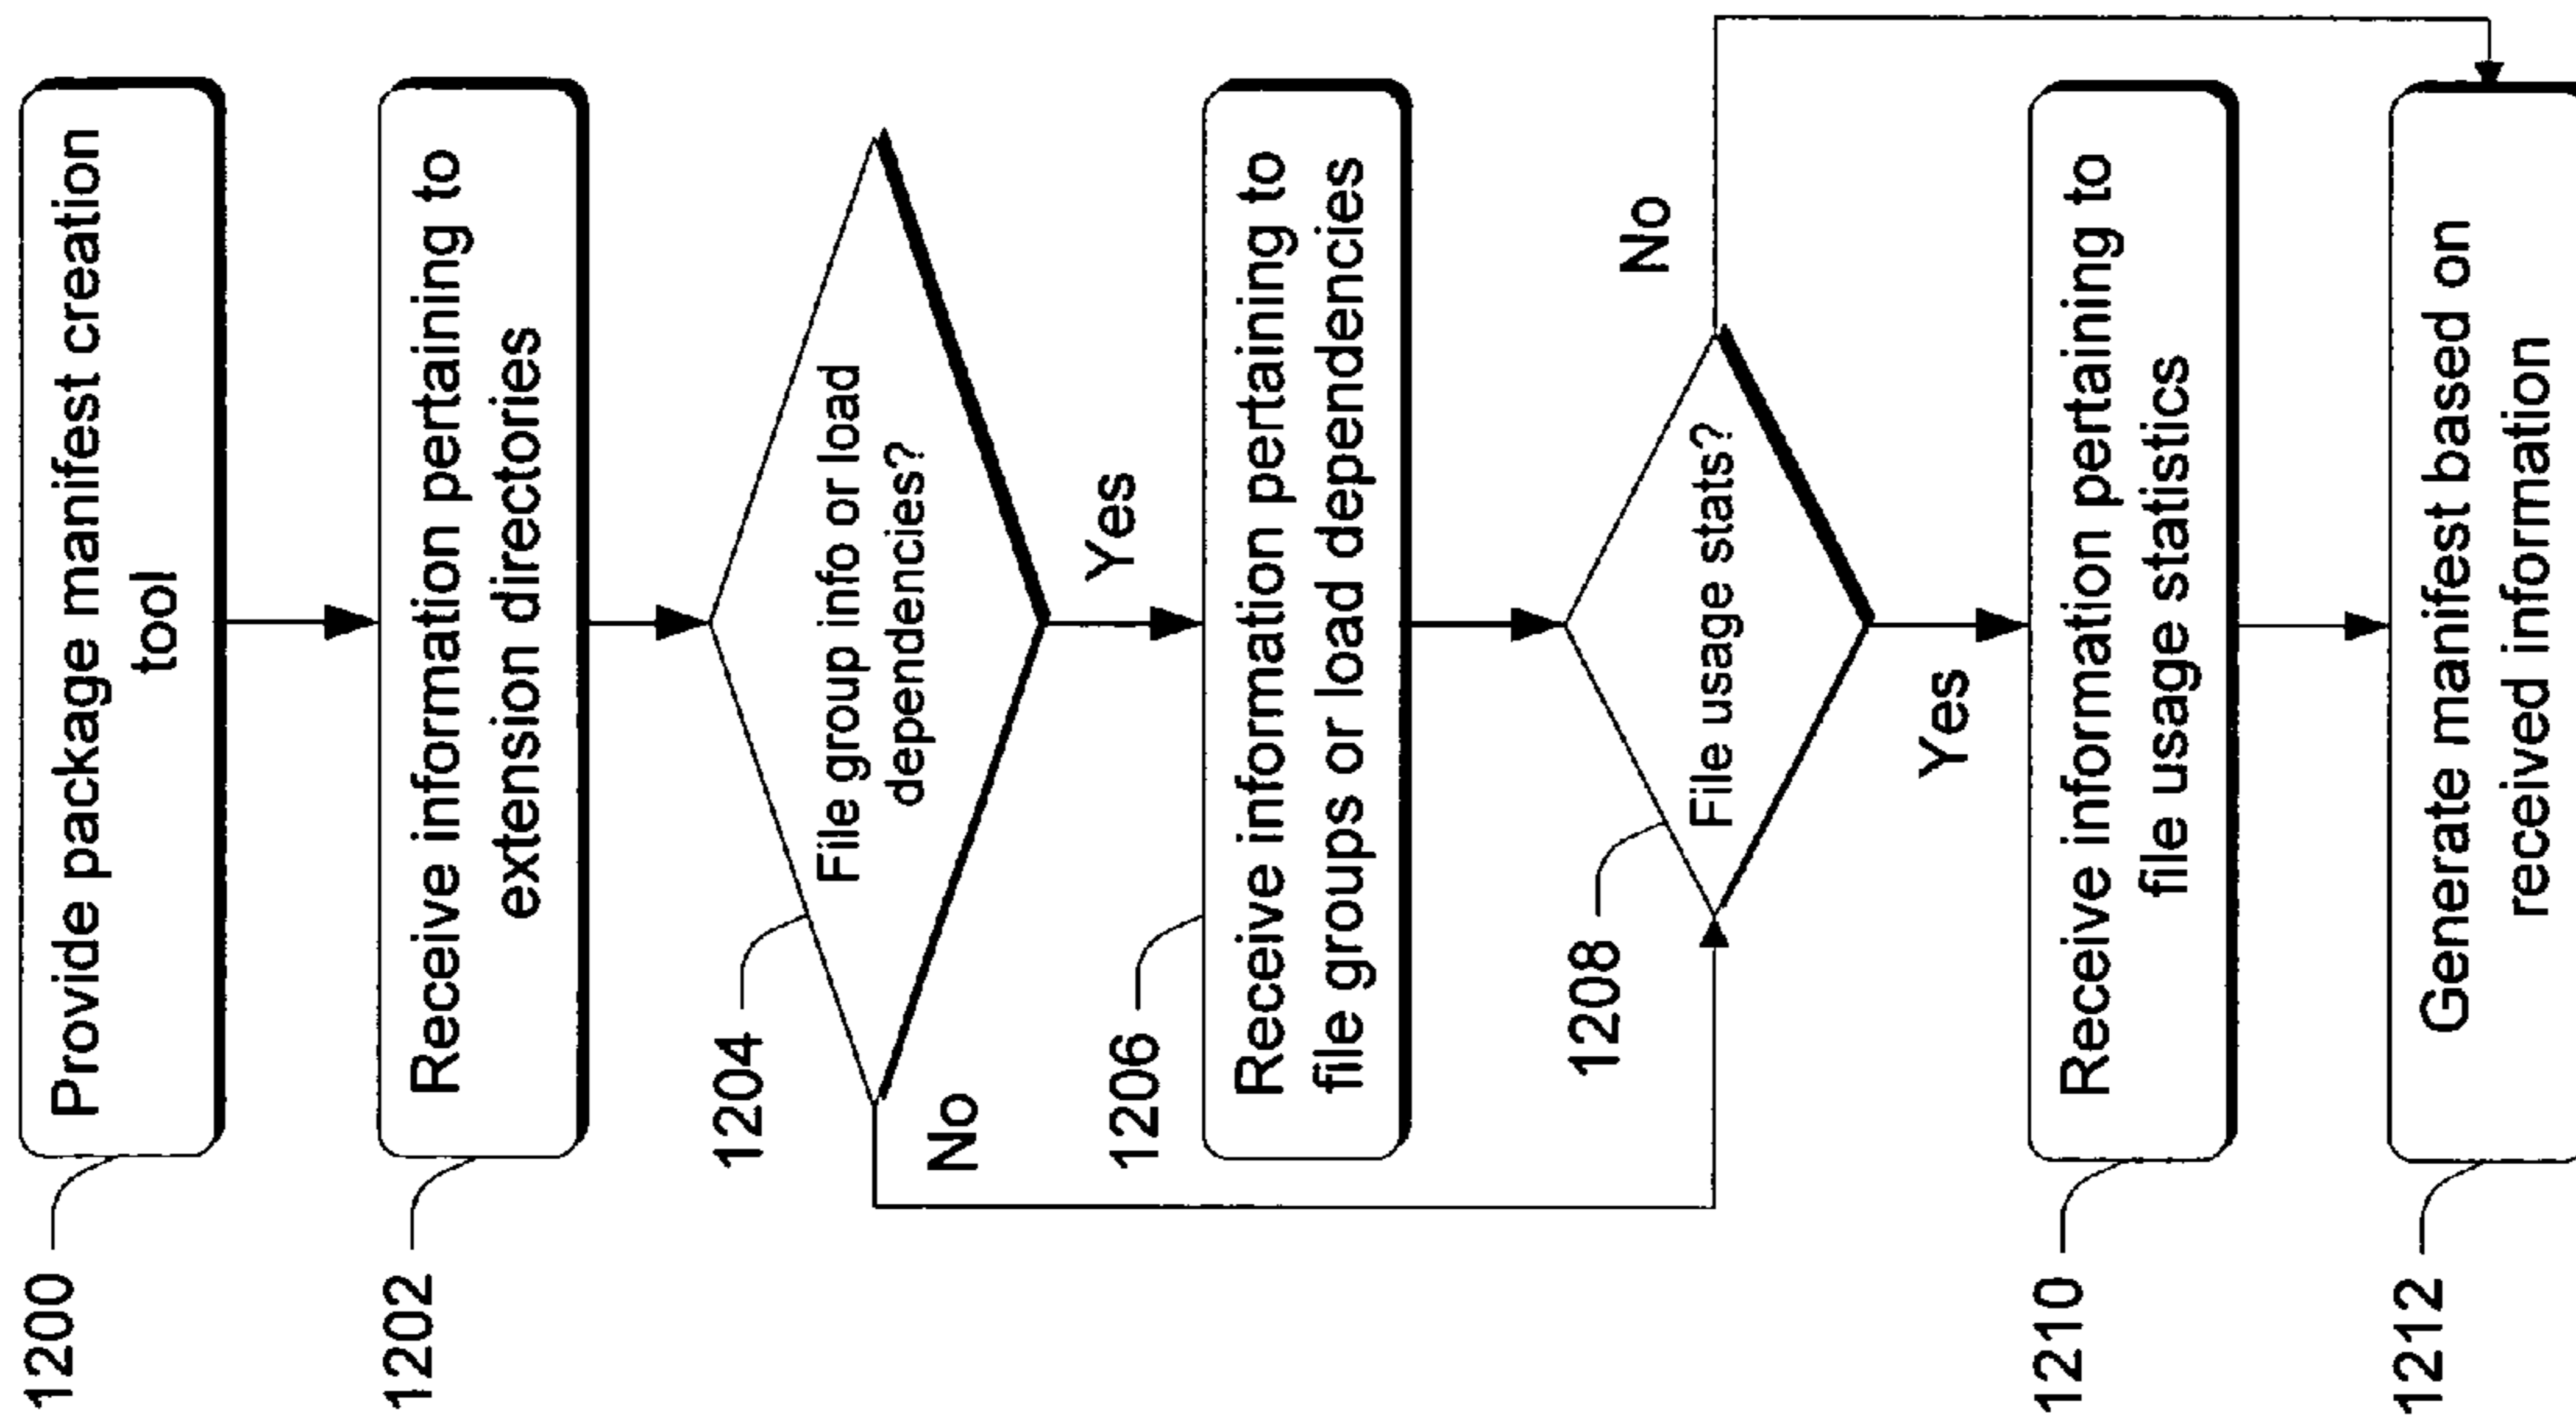 1200
Provide package manifest creation
tool
1202
Receive information pertaining to
extension directories
1204
File group info or load
dependencies?
No
Yes
1206
Receive information pertaining to
file groups or load dependencies
1208
File usage stats?
No
Yes
1210
Receive information pertaining to
file usage statistics
1212
Generate manifest based on
received information